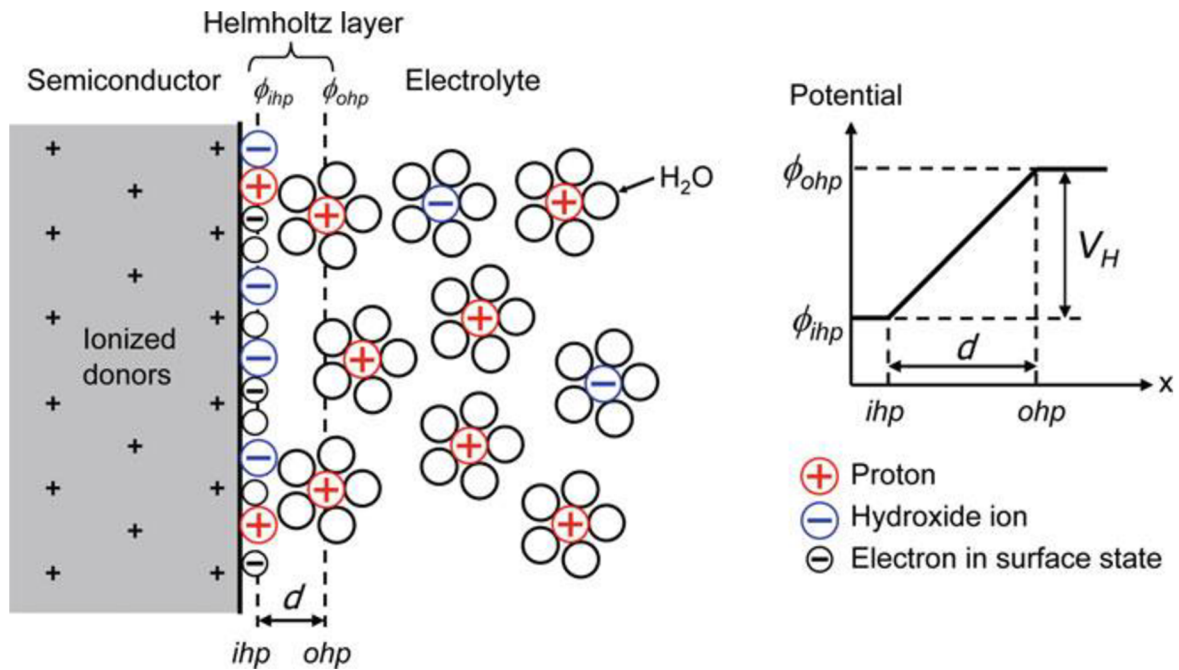 Helmholtz layer
Semiconductor
ϕihp
ϕohp
Electrolyte
H2O
Ionized
donors
d
ihp
ohp
Potential
ϕohp
VH
ϕihp
d
x
ihp
ohp
Proton
Hydroxide ion
Electron in surface state